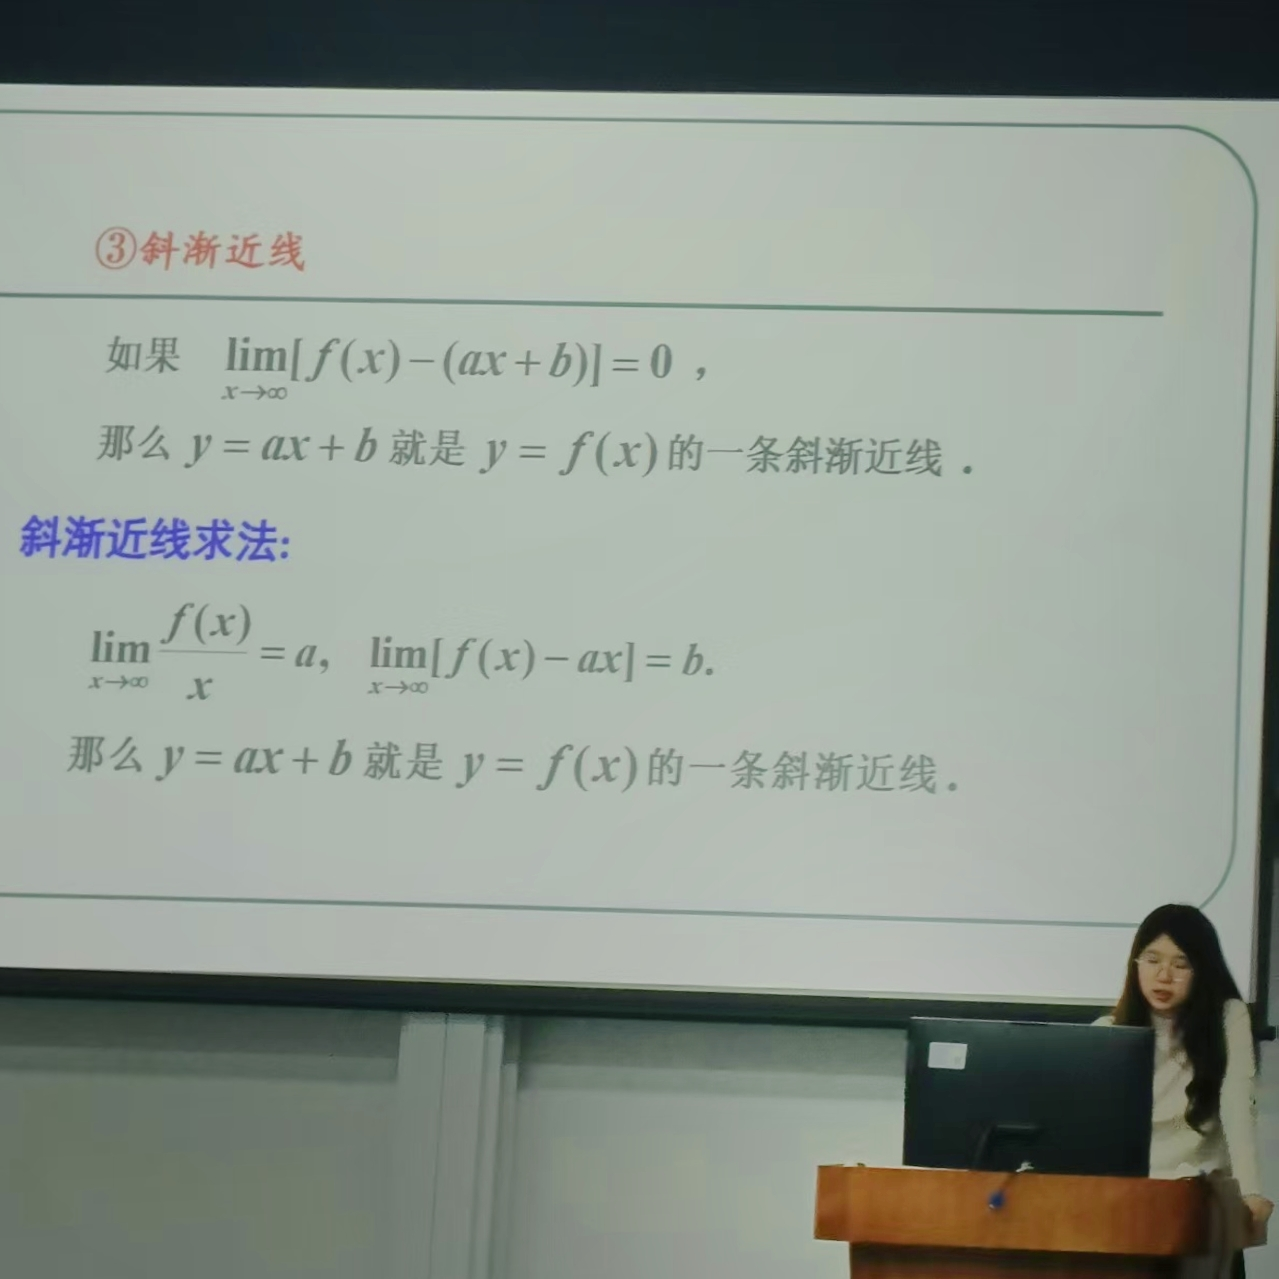 ③斜渐近线
如果 lim[f(x)-(ax+b)]=0 ,
x→∞
那么 y=ax+b 就是 y=f(x)的一条斜渐近线.
斜渐近线求法:
lim f(x)/x = a, lim[f(x)-ax]=b.
x→∞ x→∞
那么 y=ax+b 就是 y=f(x)的一条斜渐近线.